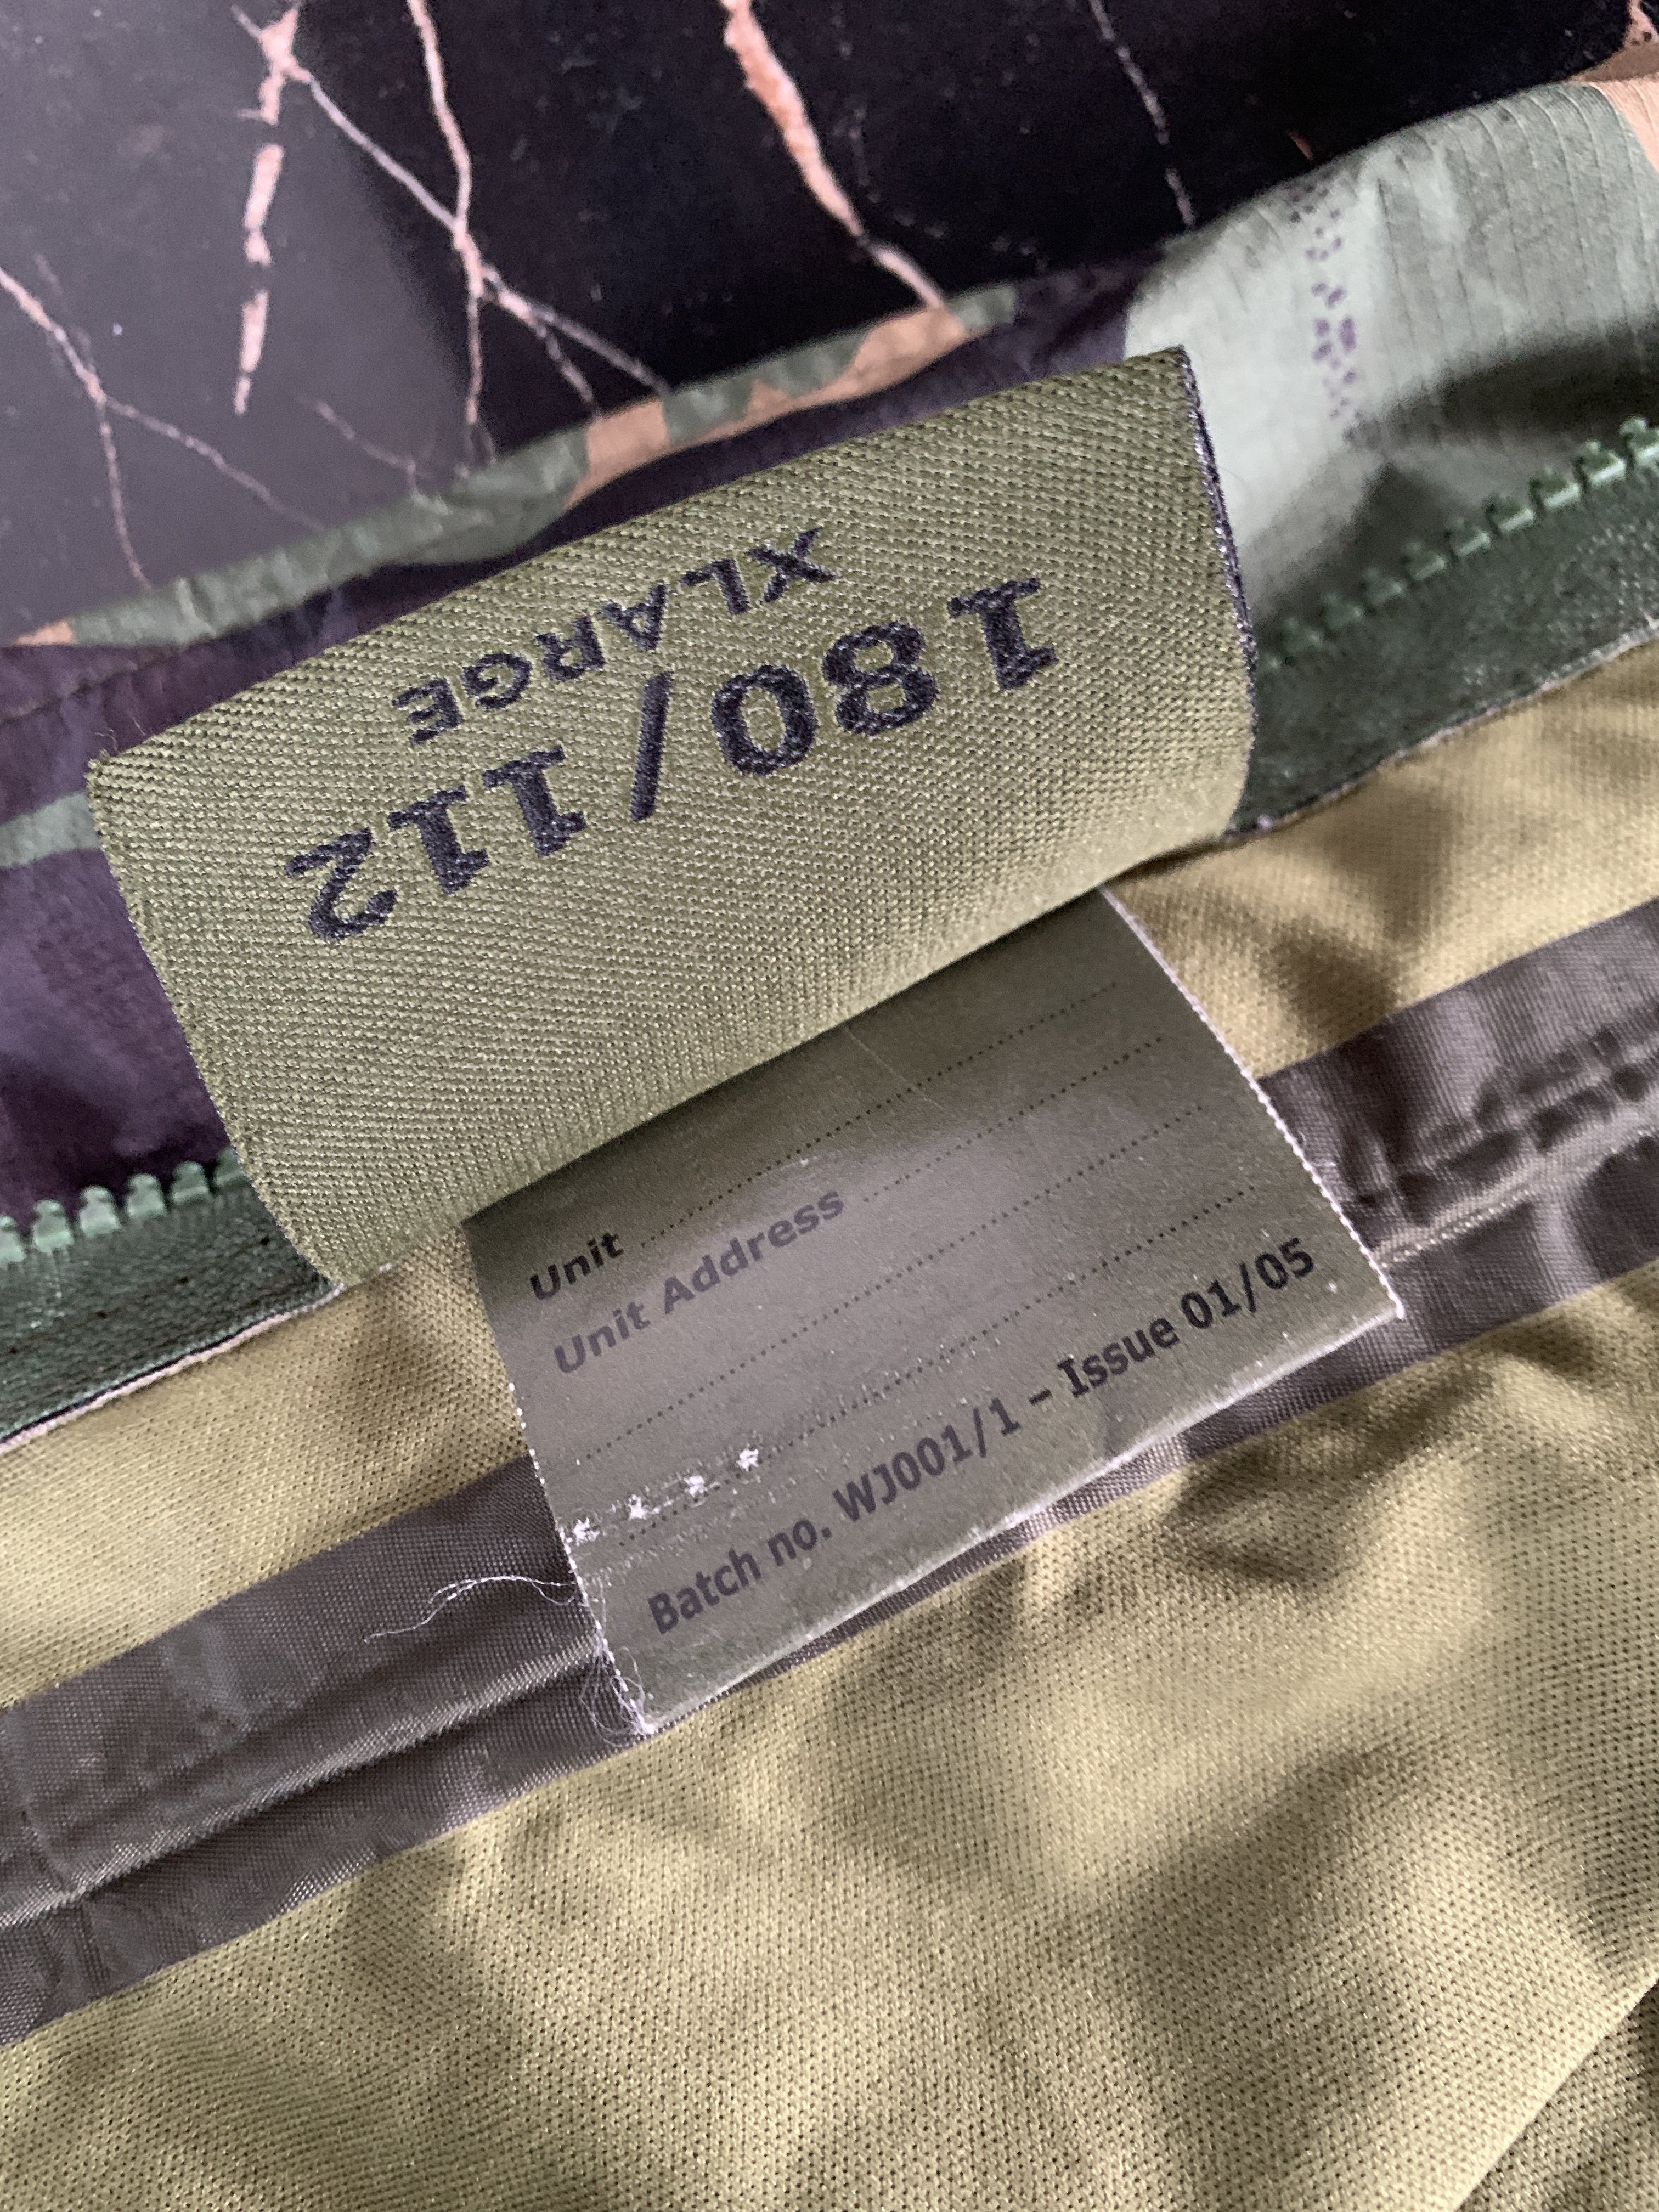 180/112
XLARGE
Unit
Unit Address
Batch no. WJ001/1 – Issue 01/05